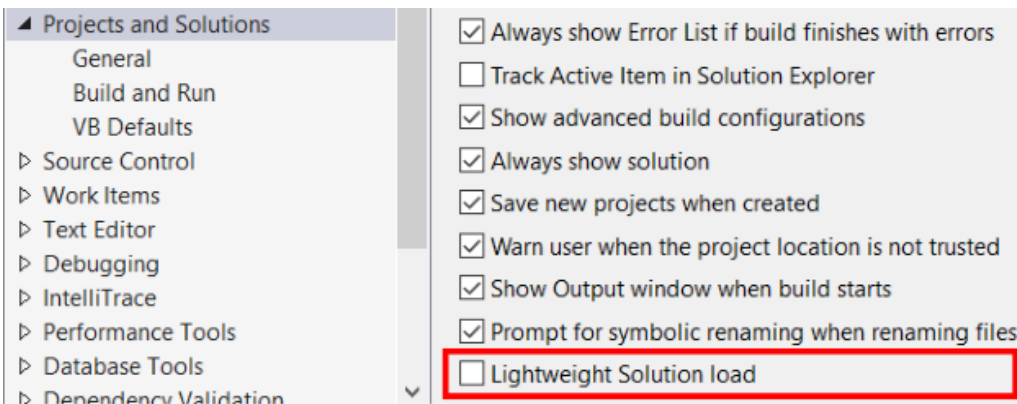 Projects and Solutions
General
Build and Run
VB Defaults
Source Control
Work Items
Text Editor
Debugging
IntelliTrace
Performance Tools
Database Tools
Dependency Validation
Always show Error List if build finishes with errors
Track Active Item in Solution Explorer
Show advanced build configurations
Always show solution
Save new projects when created
Warn user when the project location is not trusted
Show Output window when build starts
Prompt for symbolic renaming when renaming files
Lightweight Solution load